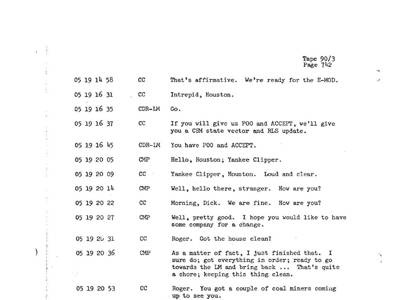 Tape 90/3
Page 742
05 19 14 58 CC That's affirmative. We're ready for the E-MOD.
05 19 16 31 CC Intrepid, Houston.
05 19 16 35 CDR-LM Go.
05 19 16 37 CC If you will give us POO and ACCEPT, we'll give
you a CSM state vector and RLS update.
05 19 16 45 CDR-LM You have POO and ACCEPT.
05 19 20 05 CMP Hello, Houston; Yankee Clipper.
05 19 20 09 CC Yankee Clipper, Houston. Loud and clear.
05 19 20 14 CMP Well, hello there, stranger. How are you?
05 19 20 22 CC Morning, Dick. We are fine. How are you?
05 19 20 27 CMP Well, pretty good. I hope you would like to have
some company for a change.
05 19 20 31 CC Roger. Got the house clean?
05 19 20 36 CMP As a matter of fact, I just finished that. I
sure do; got everything in order; ready to go
towards the LM and bring back ... That's quite
a chore; keeping this thing clean.
05 19 20 53 CC Roger. You got a couple of coal miners coming
up to see you.